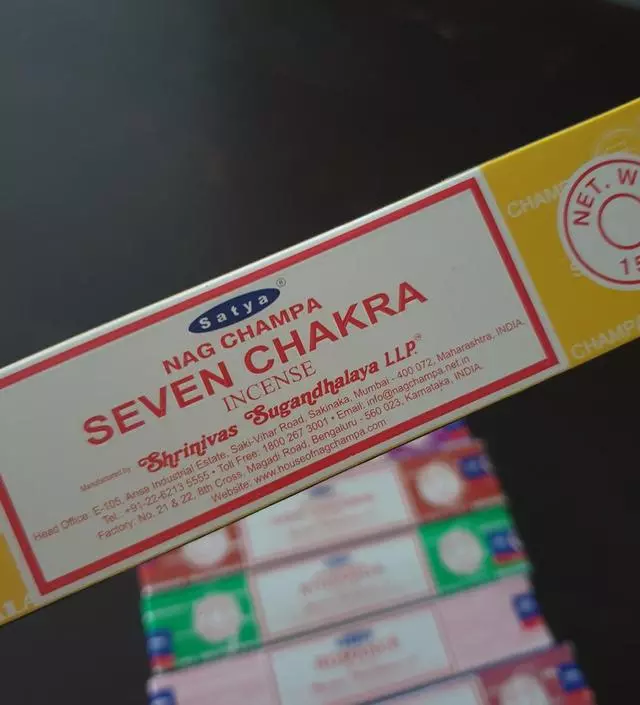 Satya®
NAG CHAMPA
SEVEN CHAKRA
INCENSE
Manufactured by Shrinivas Sugandhalaya LLP.
Head Office: E-105, Ansa Industrial Estate, Saki-Vihar Road, Sakinaka, Mumbai - 400 072, Maharashtra, INDIA.
Tel.: +91-22-6213 5555 • Toll Free: 1800 267 3001 • Email: info@nagchampa.net.in
Factory: No. 21 & 22, 8th Cross, Magadi Road, Bengaluru - 560 023, Karnataka, INDIA.
Website: www.houseofnagchampa.com
NET. W
15
CHAMP
CHAMPA